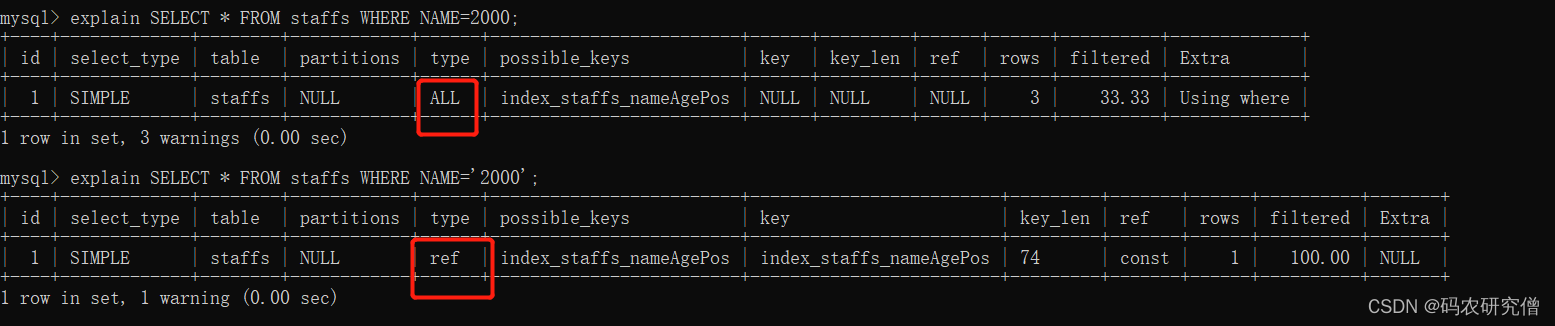 mysql> explain SELECT * FROM staffs WHERE NAME=2000;
| id | select_type | table | partitions | type | possible_keys | key | key_len | ref | rows | filtered | Extra |
| 1 | SIMPLE | staffs | NULL | ALL | index_staffs_nameAgePos | NULL | NULL | NULL | 3 | 33.33 | Using where |
1 row in set, 3 warnings (0.00 sec)
mysql> explain SELECT * FROM staffs WHERE NAME='2000';
| id | select_type | table | partitions | type | possible_keys | key | key_len | ref | rows | filtered | Extra |
| 1 | SIMPLE | staffs | NULL | ref | index_staffs_nameAgePos | index_staffs_nameAgePos | 74 | const | 1 | 100.00 | NULL |
1 row in set, 1 warning (0.00 sec)
CSDN @码农研究僧